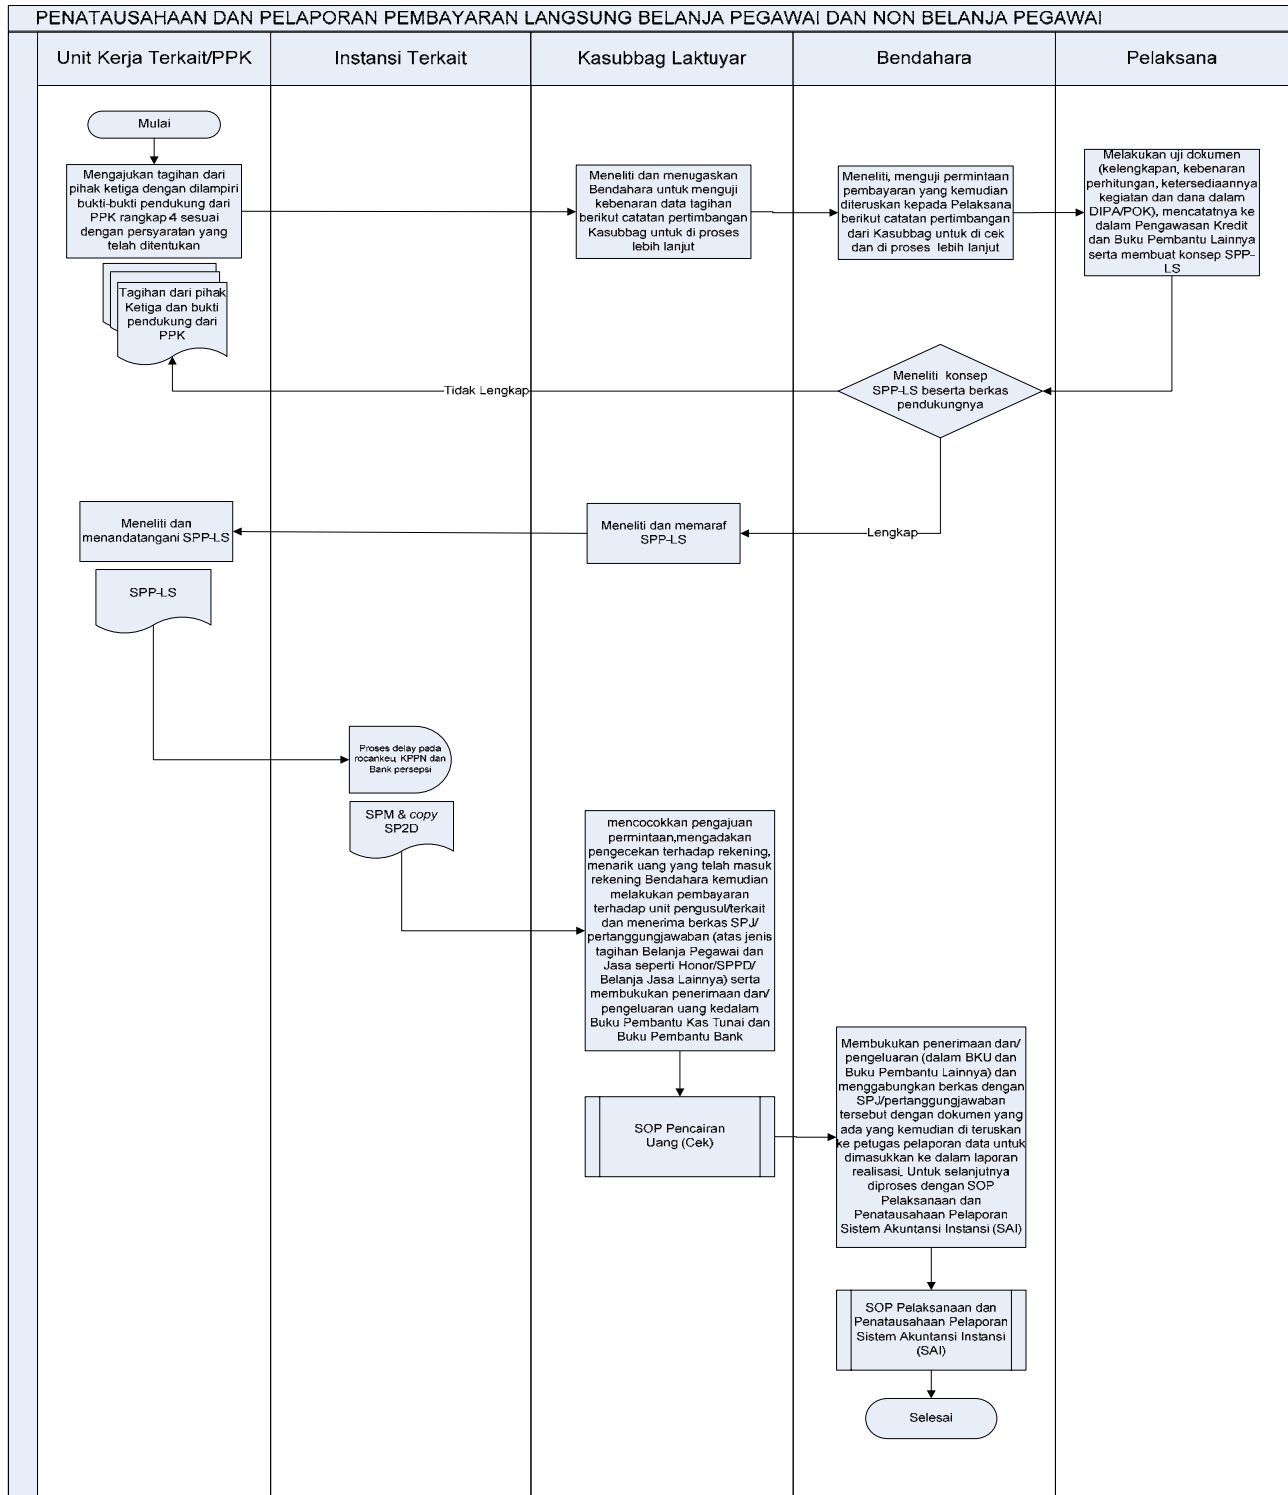 PENATAUSAHAAN DAN PELAPORAN PEMBAYARAN LANGSUNG BELANJA PEGAWAI DAN NON BELANJA PEGAWAI
Unit Kerja Terkait/PPK
Instansi Terkait
Kasubbag Laktuyar
Bendahara
Pelaksana
Mulai
Mengajukan tagihan dari
pihak ketiga dengan dilampiri
bukti-bukti pendukung dari
PPK rangkap 4 sesuai
dengan persyaratan yang
telah ditentukan
Meneliti dan menugaskan
Bendahara untuk menguji
kebenaran data tagihan
berikut catatan pertimbangan
Kasubbag untuk di proses
lebih lanjut
Meneliti, menguji permintaan
pembayaran yang kemudian
diteruskan kepada Pelaksana
berikut catatan pertimbangan
dari Kasubbag untuk di cek
dan di proses lebih lanjut
Melakukan uji dokumen
(kelengkapan, kebenaran
perhitungan, ketersediaannya
kegiatan dan dana dalam
DIPA/POK), mencatatnya ke
dalam Pengawasan Kredit
dan Buku Pembantu Lainnya
serta membuat konsep SPP-
LS
Tagihan dari pihak
Ketiga dan bukti
pendukung dari
PPK
Meneliti konsep
SPP-LS beserta berkas
pendukungnya
Tidak Lengkap
Lengkap
Meneliti dan memaraf
SPP-LS
Meneliti dan
menandatangani SPP-LS
SPP-LS
Proses delay pada
rocankeu, KPPN dan
Bank persepsi
SPM & copy
SP2D
mencocokkan pengajuan
permintaan,mengadakan
pengecekan terhadap rekening,
menarik uang yang telah masuk
rekening Bendahara kemudian
melakukan pembayaran
terhadap unit pengusul/terkait
dan menerima berkas SPJ/
pertanggungjawaban (atas jenis
tagihan Belanja Pegawai dan
Jasa seperti Honor/SPPD/
Belanja Jasa Lainnya) serta
membukukan penerimaan dan/
pengeluaran uang kedalam
Buku Pembantu Kas Tunai dan
Buku Pembantu Bank
SOP Pencairan
Uang (Cek)
Membukukan penerimaan dan/
pengeluaran (dalam BKU dan
Buku Pembantu Lainnya) dan
menggabungkan berkas dengan
SPJ/pertanggungjawaban
tersebut dengan dokumen yang
ada yang kemudian di teruskan
ke petugas pelaporan data untuk
dimasukkan ke dalam laporan
realisasi. Untuk selanjutnya
diproses dengan SOP
Pelaksanaan dan
Penatausahaan Pelaporan
Sistem Akuntansi Instansi (SAI)
SOP Pelaksanaan dan
Penatausahaan Pelaporan
Sistem Akuntansi Instansi
(SAI)
Selesai